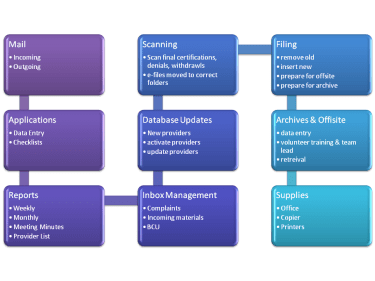 Mail
• Incoming
• Outgoing
Applications
• Data Entry
• Checklists
Reports
• Weekly
• Monthly
• Meeting Minutes
• Provider List
Inbox Management
• Complaints
• Incoming materials
• BCU
Database Updates
• New providers
• activate providers
• update providers
Scanning
• Scan final certifications,
denials, withdrawls
• e-files moved to correct
folders
Filing
• remove old
• insert new
• prepare for offsite
• prepare for archive
Archives & Offisite
• data entry
• volunteer training & team
lead
• retreival
Supplies
• Office
• Copier
• Printers